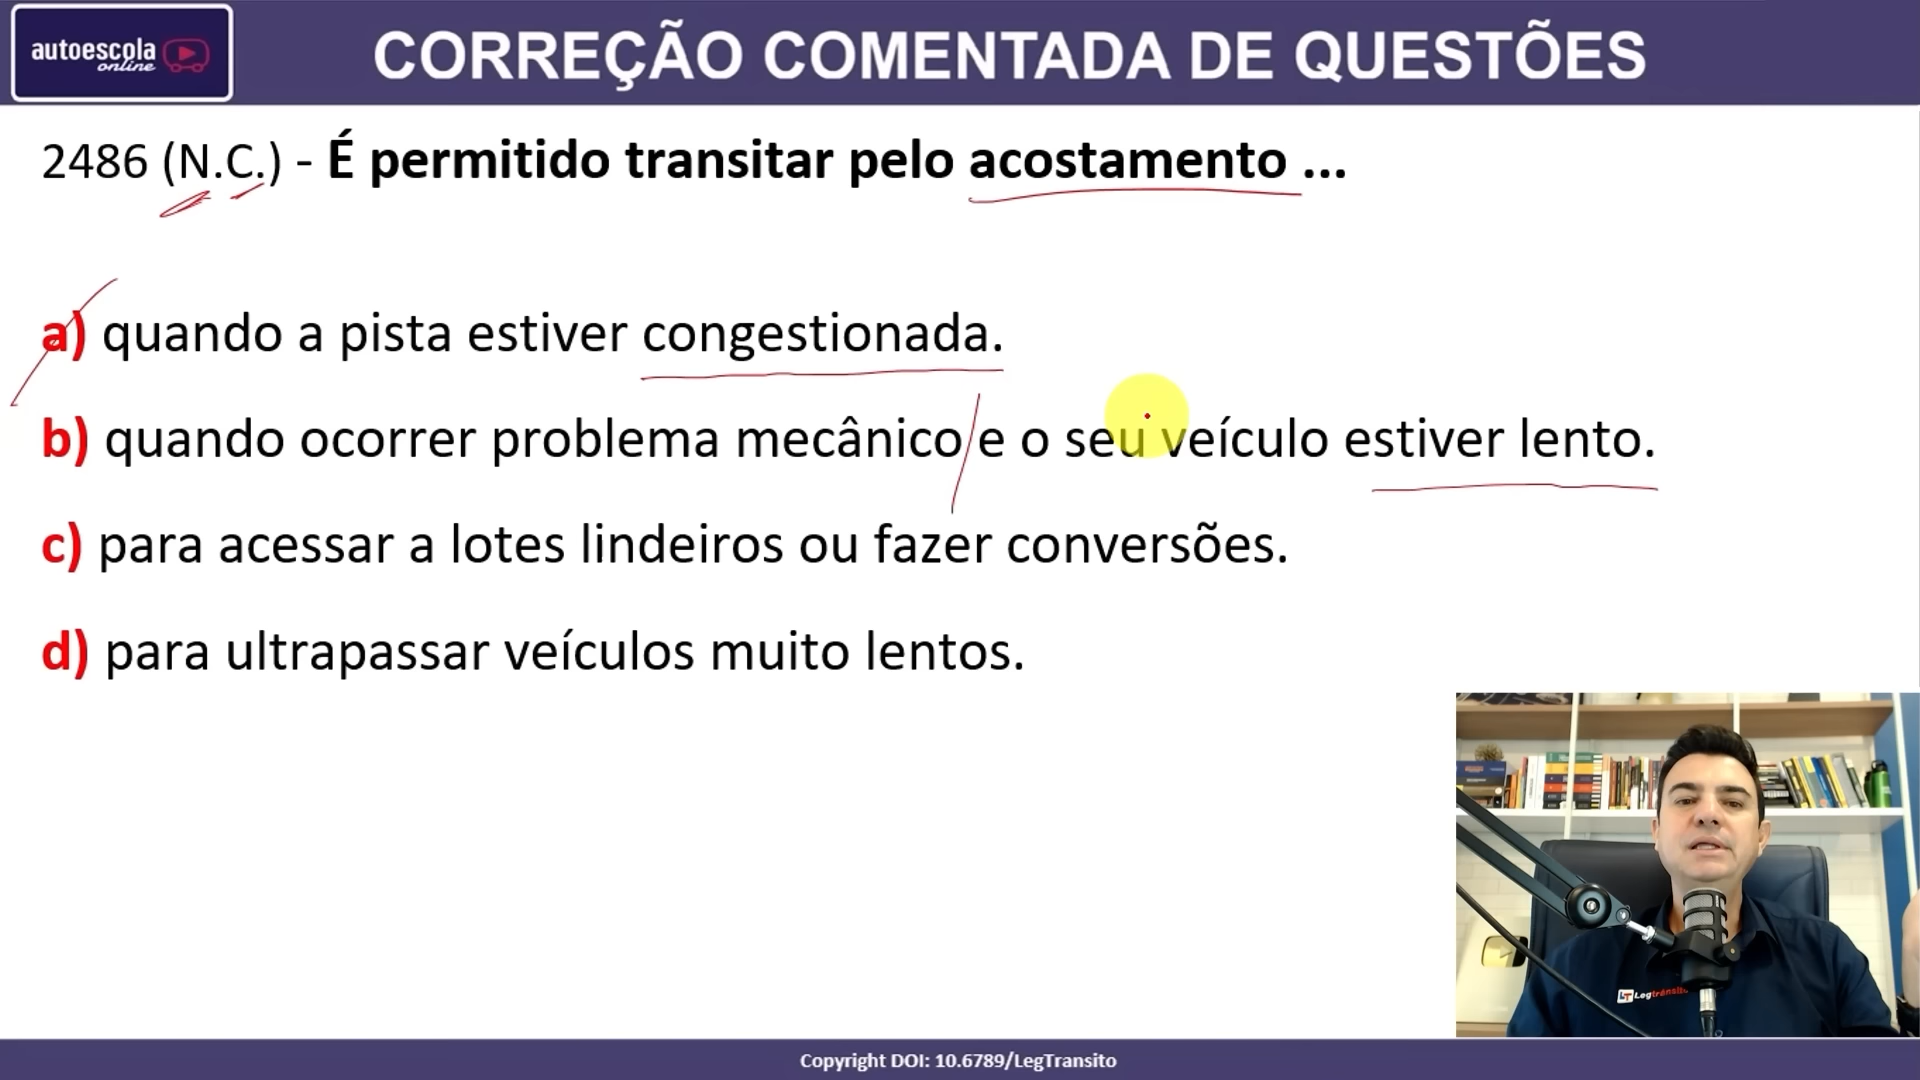 autoescola
online
CORREÇÃO COMENTADA DE QUESTÕES
2486 (N.C.) - É permitido transitar pelo acostamento ...
a) quando a pista estiver congestionada.
b) quando ocorrer problema mecânico e o seu veículo estiver lento.
c) para acessar a lotes lindeiros ou fazer conversões.
d) para ultrapassar veículos muito lentos.
LT Legtrânsito
Copyright DOI: 10.6789/LegTransito